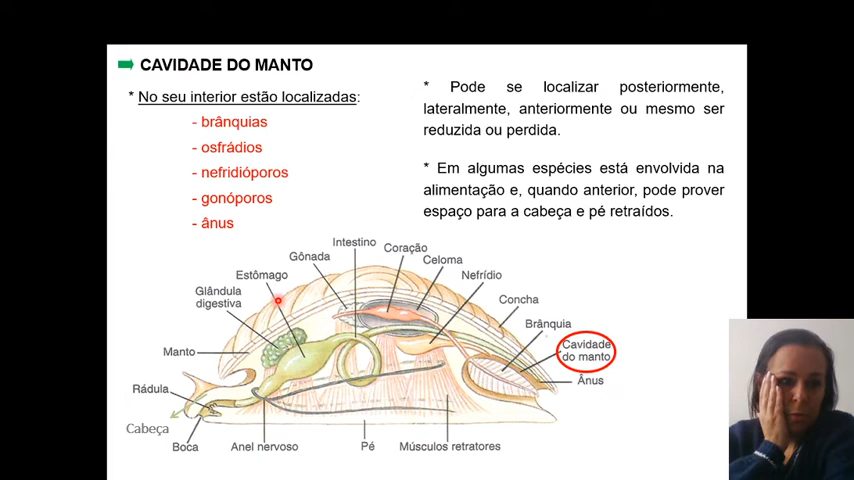 CAVIDADE DO MANTO
* No seu interior estão localizadas:
- brânquias
- osfrádios
- nefridióporos
- gonóporos
- ânus
* Pode se localizar posteriormente,
lateralmente, anteriormente ou mesmo ser
reduzida ou perdida.
* Em algumas espécies está envolvida na
alimentação e, quando anterior, pode prover
espaço para a cabeça e pé retraídos.
Intestino
Coração
Gônada
Celoma
Estômago
Nefrídio
Glândula
digestiva
Concha
Brânquia
Manto
Cavidade
do manto
Ânus
Rádula
Cabeça
Boca
Anel nervoso
Pé
Músculos retratores